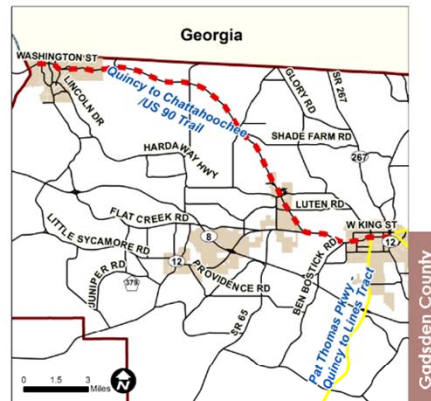 Georgia
WASHINGTON ST
LINCOLN DR
Quincy to Chattahoochee
/US 90 Trail
GLORY RD
SR 267
SHADE FARM RD
HARDAWAY HWY
267
LUTEN RD
FLAT CREEK RD
W KING ST
8
12
LITTLE SYCAMORE RD
12
BEN BOSTICK RD
JUNIPER RD
379
PROVIDENCE RD
SR 65
Pat Thomas Pkwy -
Quincy to Lines Tract
Gadsden County
0 1.5 3
Miles
N